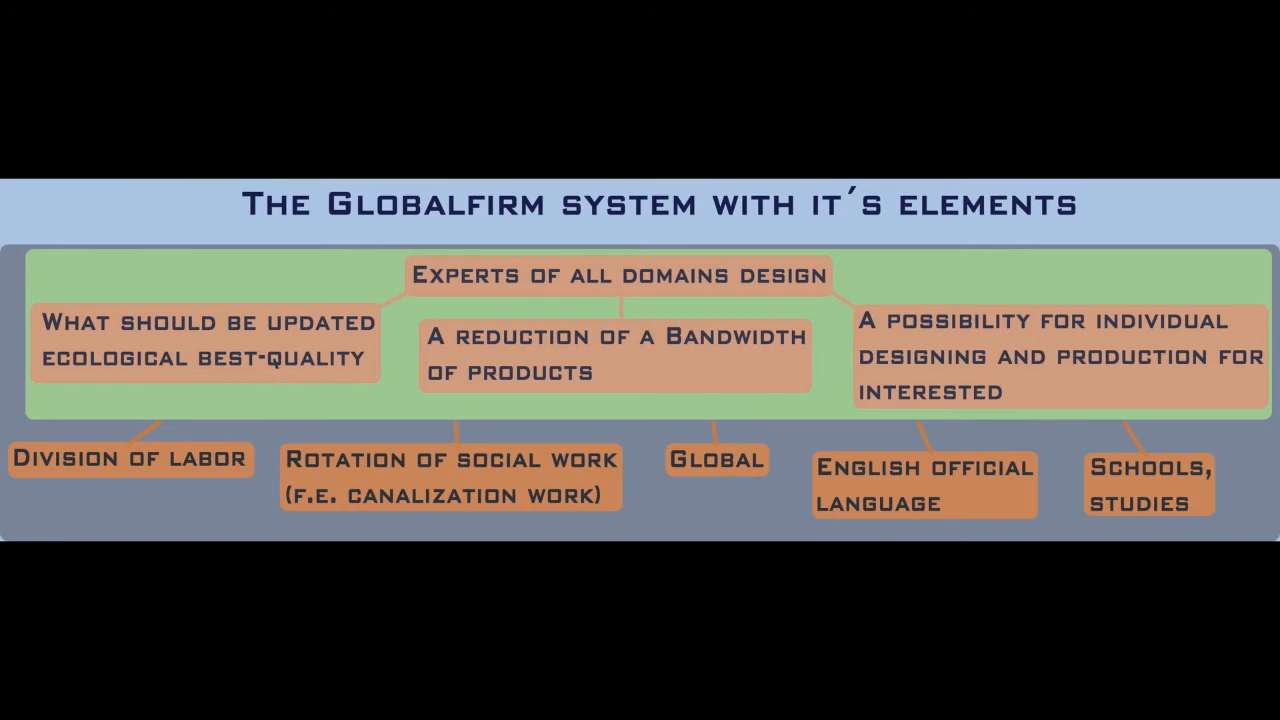 The Globalfirm system with it´s elements
Experts of all domains design
What should be updated
ecological best-quality
A reduction of a Bandwidth
of products
A possibility for individual
designing and production for
interested
Division of labor
Rotation of social work
(f.e. canalization work)
Global
English official
language
Schools,
studies